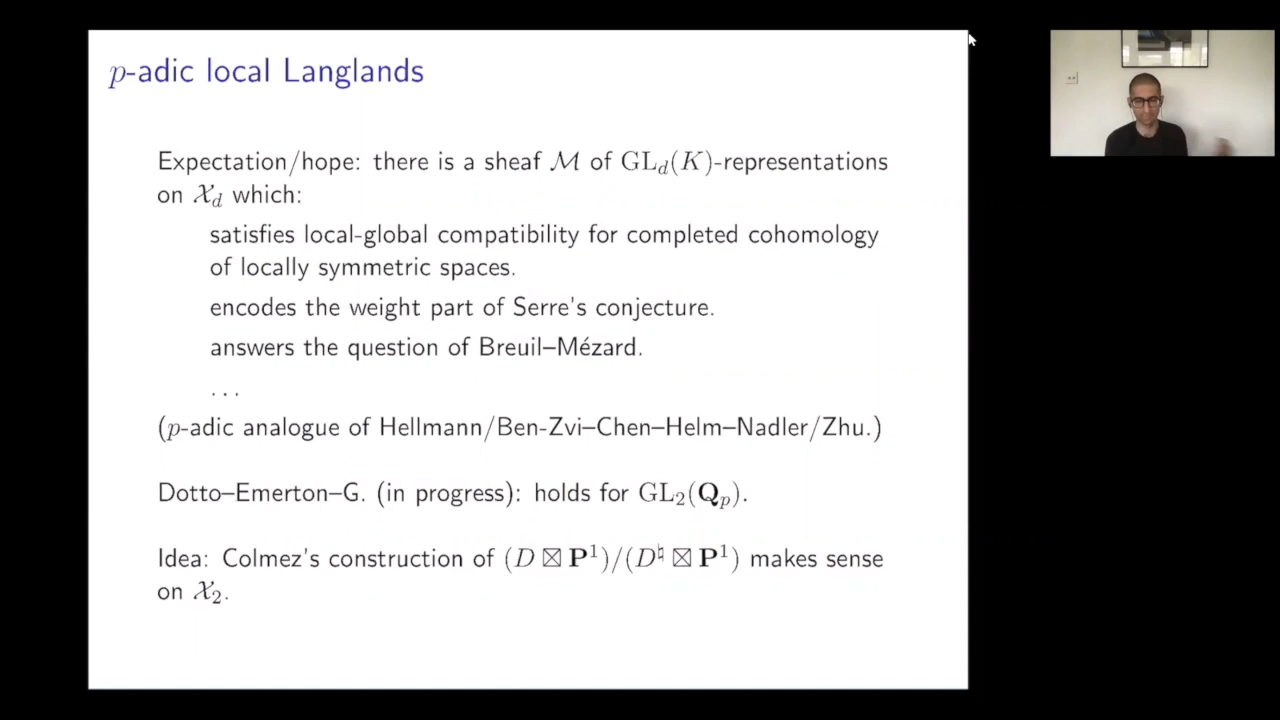 p-adic local Langlands
Expectation/hope: there is a sheaf ℳ of GL_d(K)-representations
on 𝒳_d which:
satisfies local-global compatibility for completed cohomology
of locally symmetric spaces.
encodes the weight part of Serre's conjecture.
answers the question of Breuil–Mézard.
...
(p-adic analogue of Hellmann/Ben-Zvi–Chen–Helm–Nadler/Zhu.)
Dotto–Emerton–G. (in progress): holds for GL₂(Q_p).
Idea: Colmez's construction of (D ⊠ P¹)/(D^♮ ⊠ P¹) makes sense
on 𝒳₂.